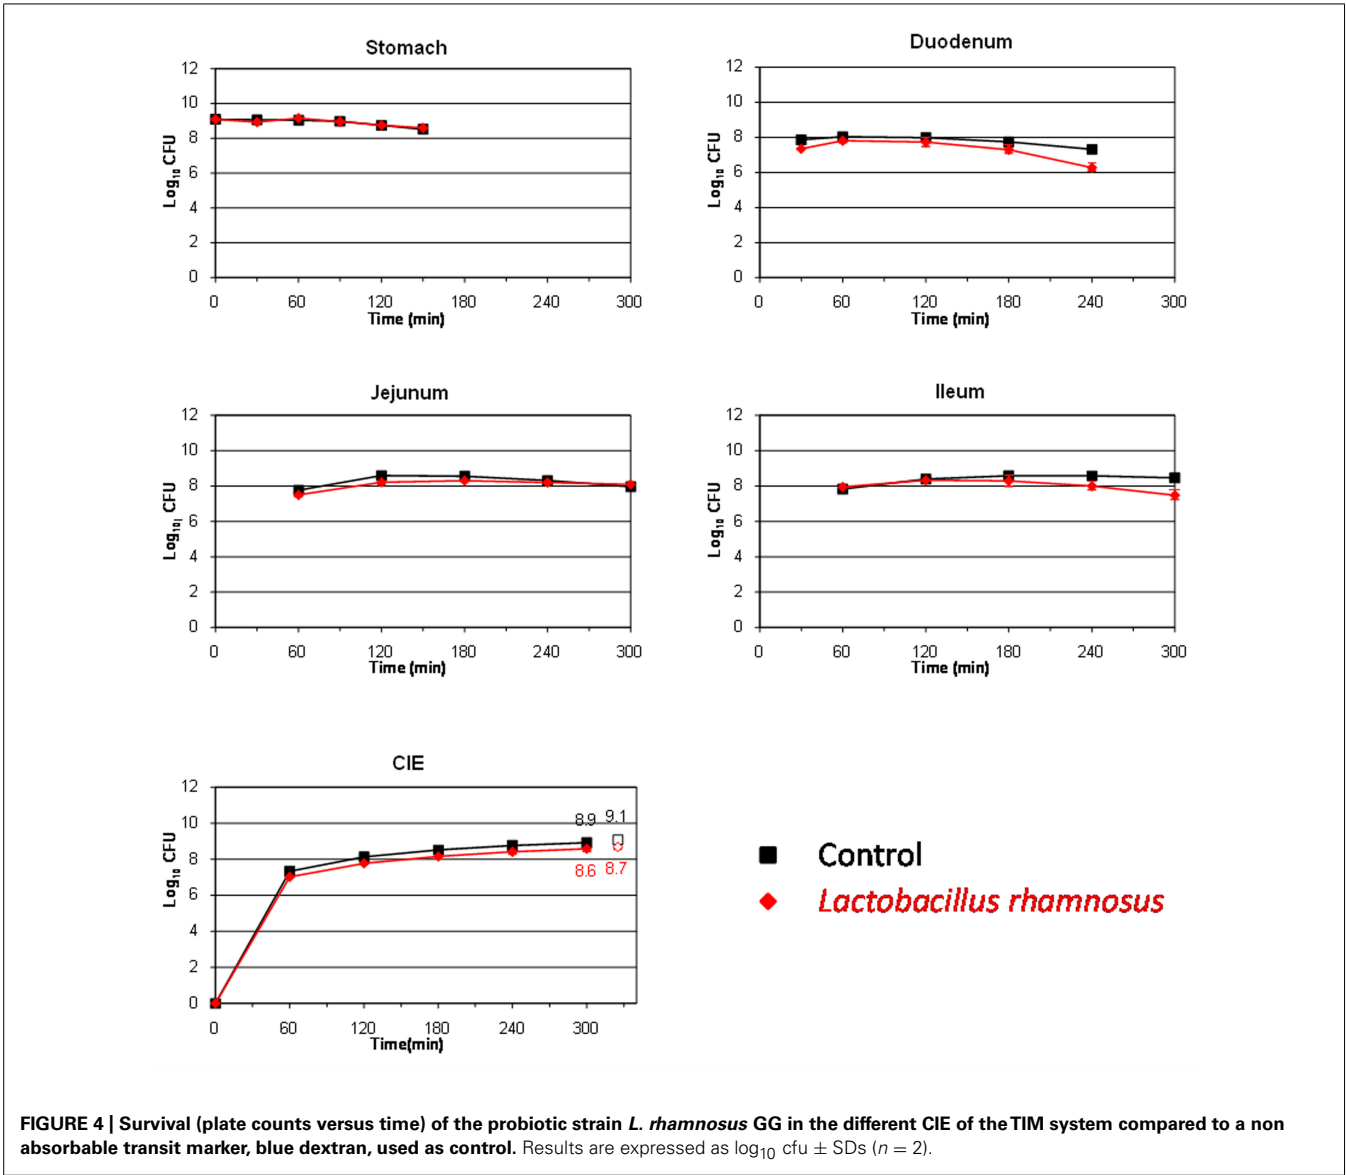 Stomach
12
10
8
6
4
2
0
Log10 CFU
0 60 120 180 240 300
Time (min)
Duodenum
12
10
8
6
4
2
0
Log10 CFU
0 60 120 180 240 300
Time (min)
Jejunum
12
10
8
6
4
2
0
Log10 CFU
0 60 120 180 240 300
Time (min)
Ileum
12
10
8
6
4
2
0
Log10 CFU
0 60 120 180 240 300
Time (min)
CIE
12
10
8
6
4
2
0
Log10 CFU
8.9 9.1
8.6 8.7
0 60 120 180 240 300
Time(min)
Control
Lactobacillus rhamnosus
FIGURE 4 | Survival (plate counts versus time) of the probiotic strain L. rhamnosus GG in the different CIE of the TIM system compared to a non
absorbable transit marker, blue dextran, used as control. Results are expressed as log10 cfu ± SDs (n = 2).